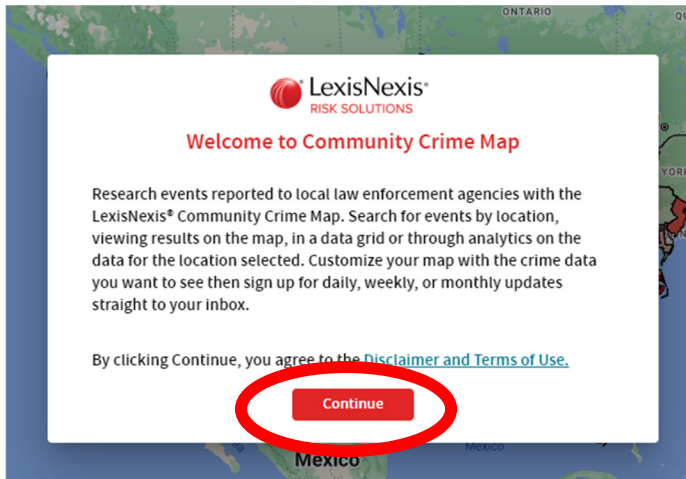 ONTARIO
LexisNexis®
RISK SOLUTIONS
Welcome to Community Crime Map
YOR
Research events reported to local law enforcement agencies with the
LexisNexis® Community Crime Map. Search for events by location,
viewing results on the map, in a data grid or through analytics on the
data for the location selected. Customize your map with the crime data
you want to see then sign up for daily, weekly, or monthly updates
straight to your inbox.
By clicking Continue, you agree to the Disclaimer and Terms of Use.
Continue
Mexico
Mexico